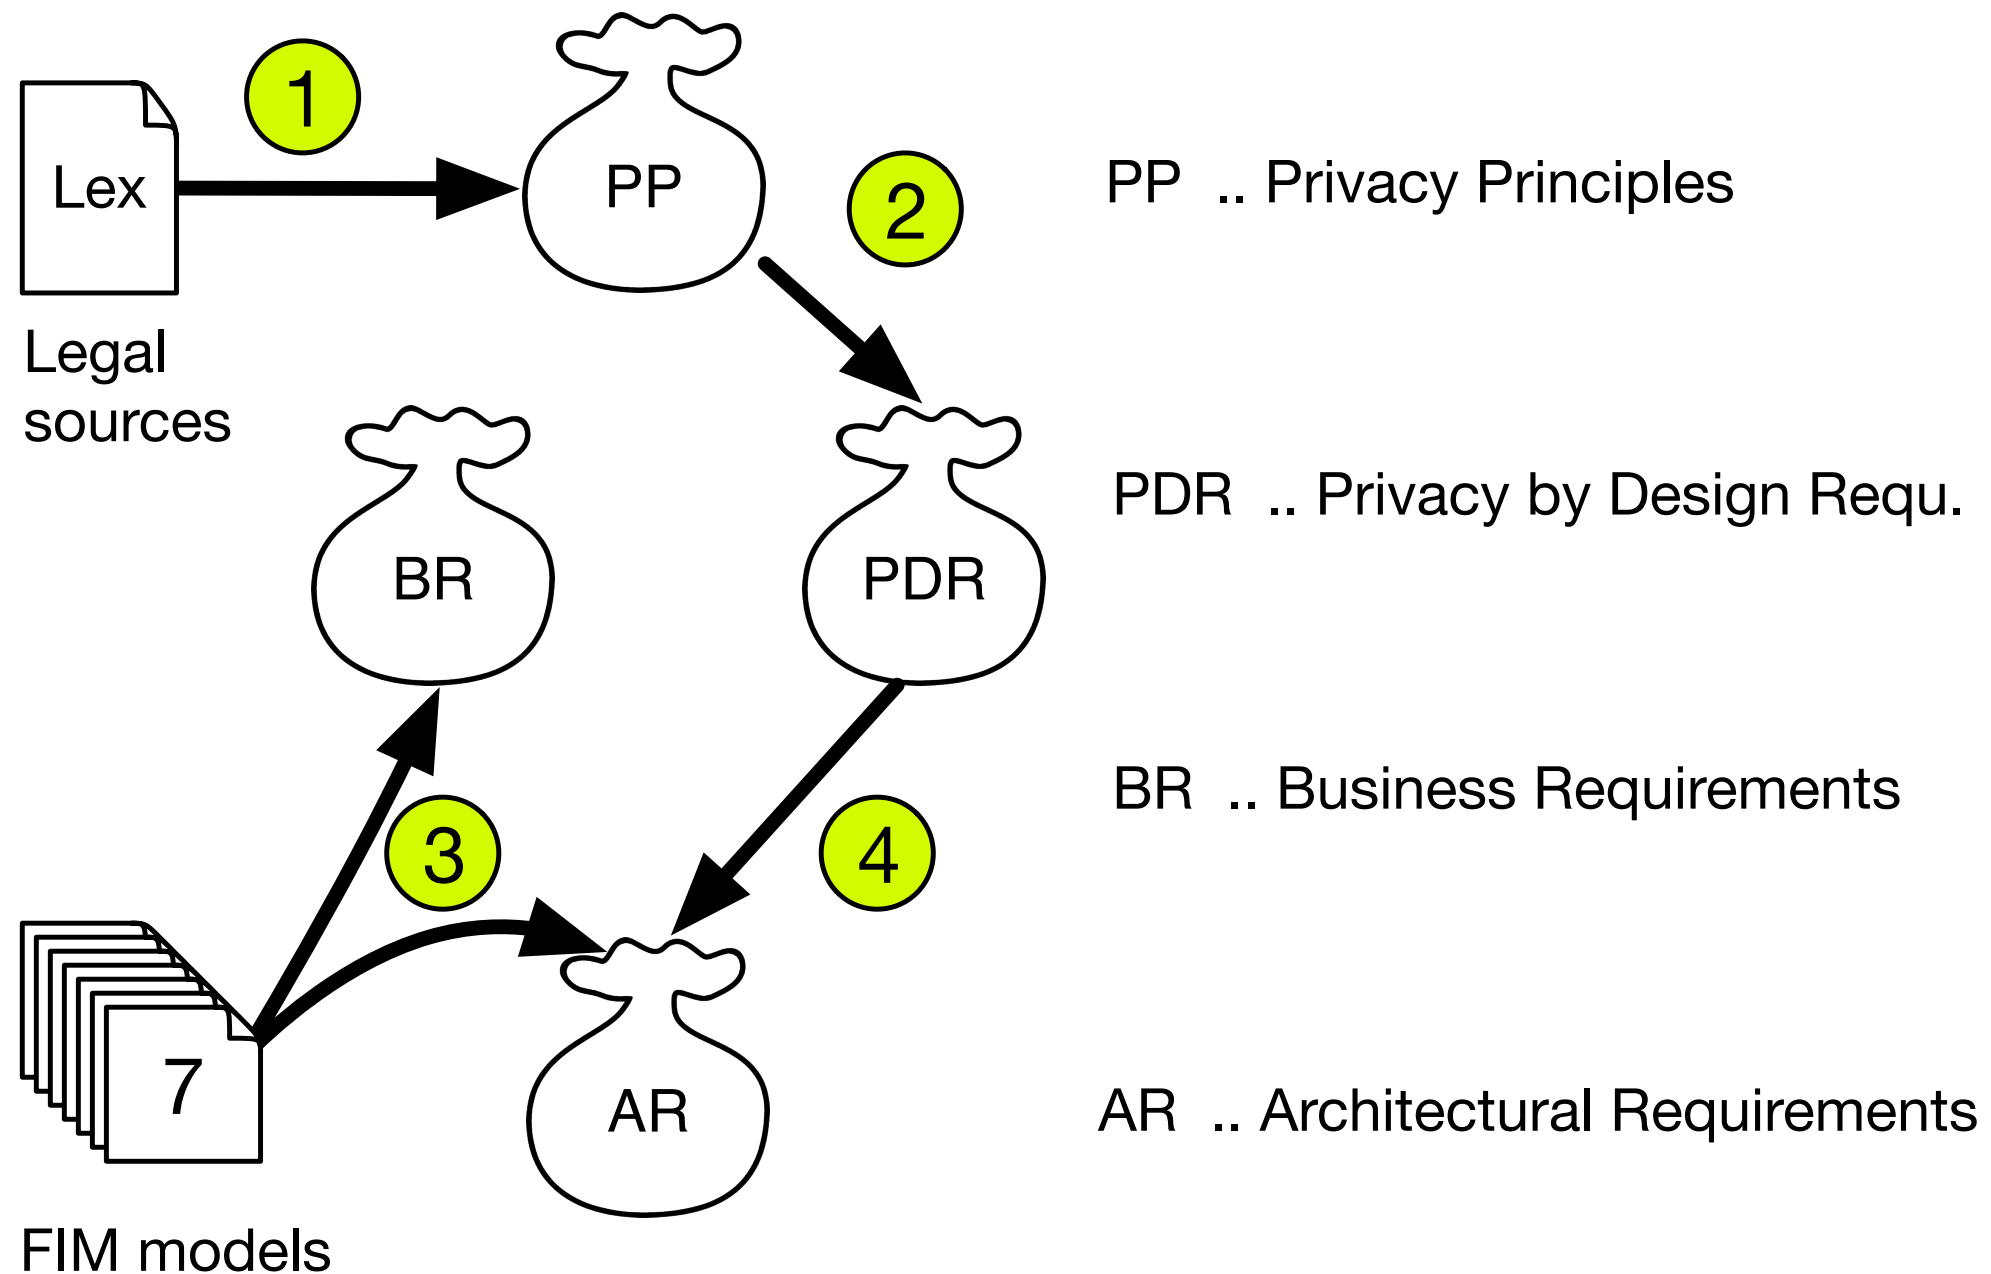 1
Lex
PP
2
PP .. Privacy Principles
Legal
sources
BR
PDR
PDR .. Privacy by Design Requ.
3
4
BR .. Business Requirements
7
AR
AR .. Architectural Requirements
FIM models